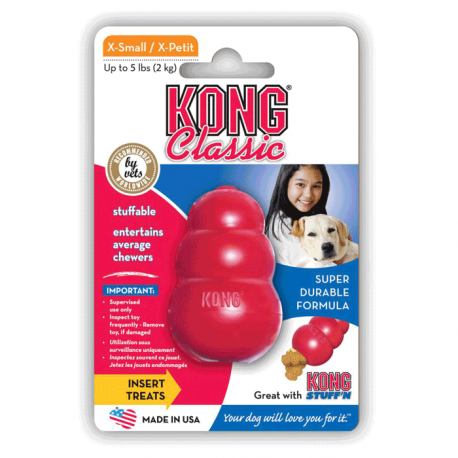 X-Small / X-Petit
Up to 5 lbs (2 kg)
KONG
Classic
RECOMMENDED
by
vets
WORLDWIDE
stuffable
entertains
average
chewers
IMPORTANT:
• Supervised
use only
• Inspect toy
frequently - Remove
toy, if damaged
• Utilisation sous
surveillance uniquement
• Inspectez souvent ce jouet.
Jetez les jouets endommagés
KONG
SUPER
DURABLE
FORMULA
INSERT
TREATS
MADE IN USA
Great with KONG
STUFF'N
Your dog will love you for it.™